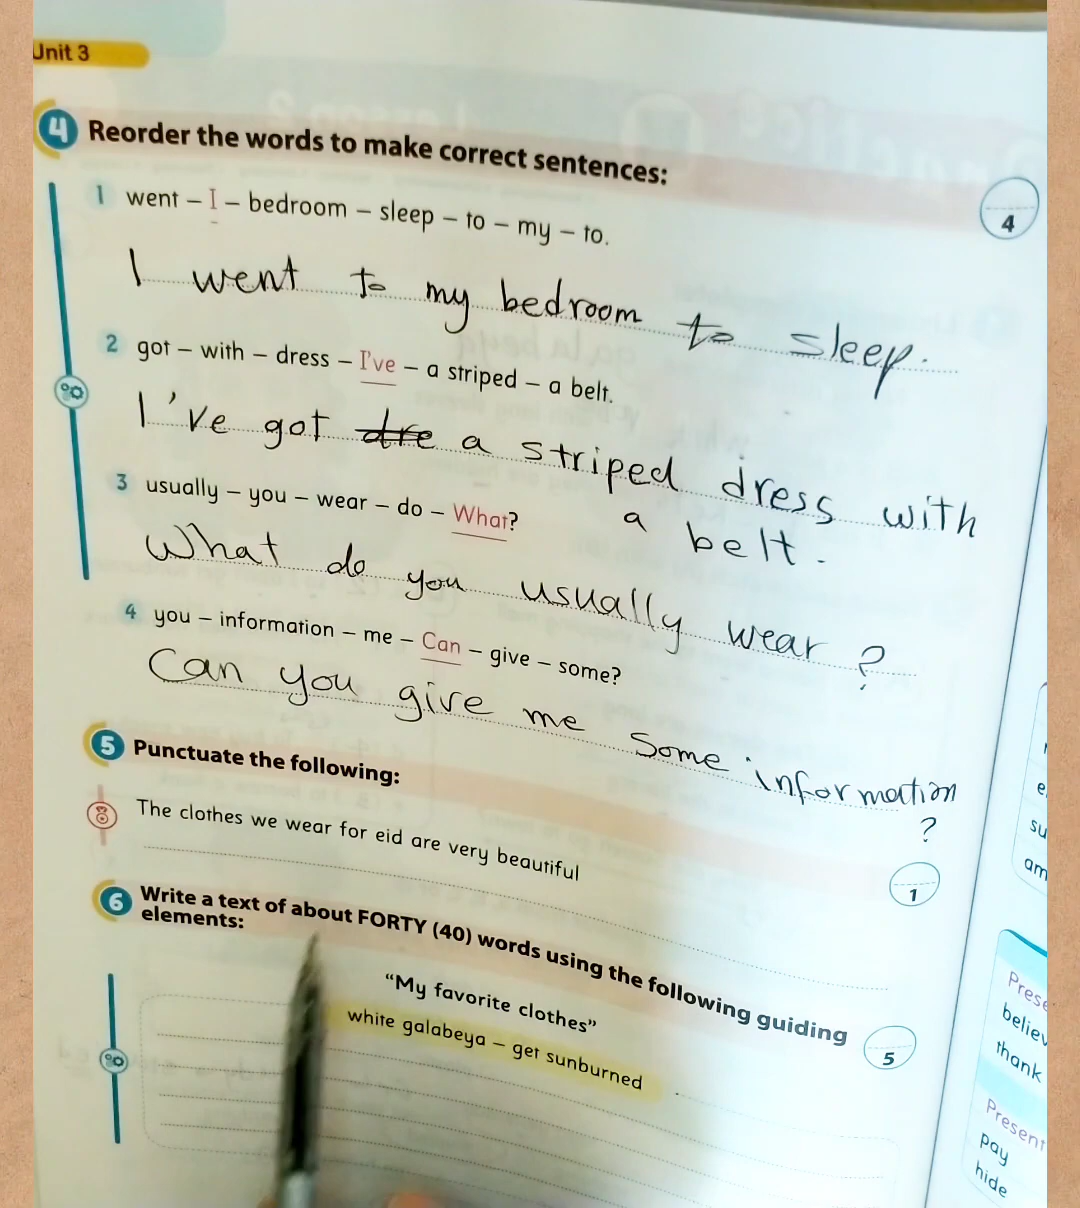 Unit 3
4 Reorder the words to make correct sentences:
4
1 went – I – bedroom – sleep – to – my – to.
I went to my bedroom to sleep.
2 got – with – dress – I've – a striped – a belt.
I've got dre a striped dress with
a belt.
3 usually – you – wear – do – What?
What do you usually wear ?
4 you – information – me – Can – give – some?
Can you give me some information
?
5 Punctuate the following:
The clothes we wear for eid are very beautiful
1
6 Write a text of about FORTY (40) words using the following guiding
elements:
5
"My favorite clothes"
white galabeya – get sunburned
e
su
am
Prese
believ
thank
Present
pay
hide